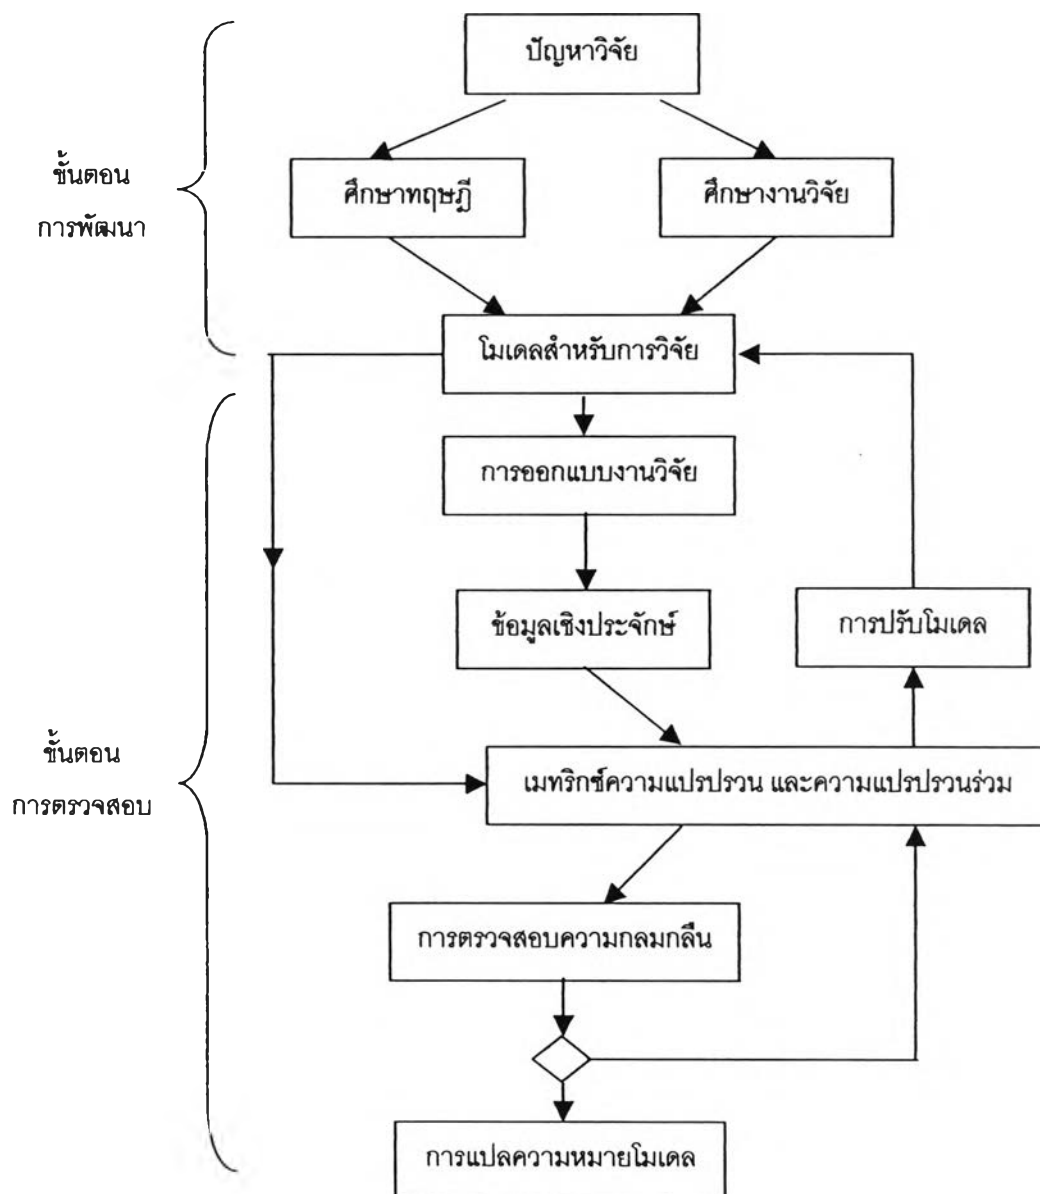 ปัญหาวิจัย
ขั้นตอน
การพัฒนา
ศึกษาทฤษฎี
ศึกษางานวิจัย
โมเดลสำหรับการวิจัย
การออกแบบงานวิจัย
ข้อมูลเชิงประจักษ์
การปรับโมเดล
ขั้นตอน
การตรวจสอบ
เมทริกซ์ความแปรปรวน และความแปรปรวนร่วม
การตรวจสอบความกลมกลืน
การแปลความหมายโมเดล